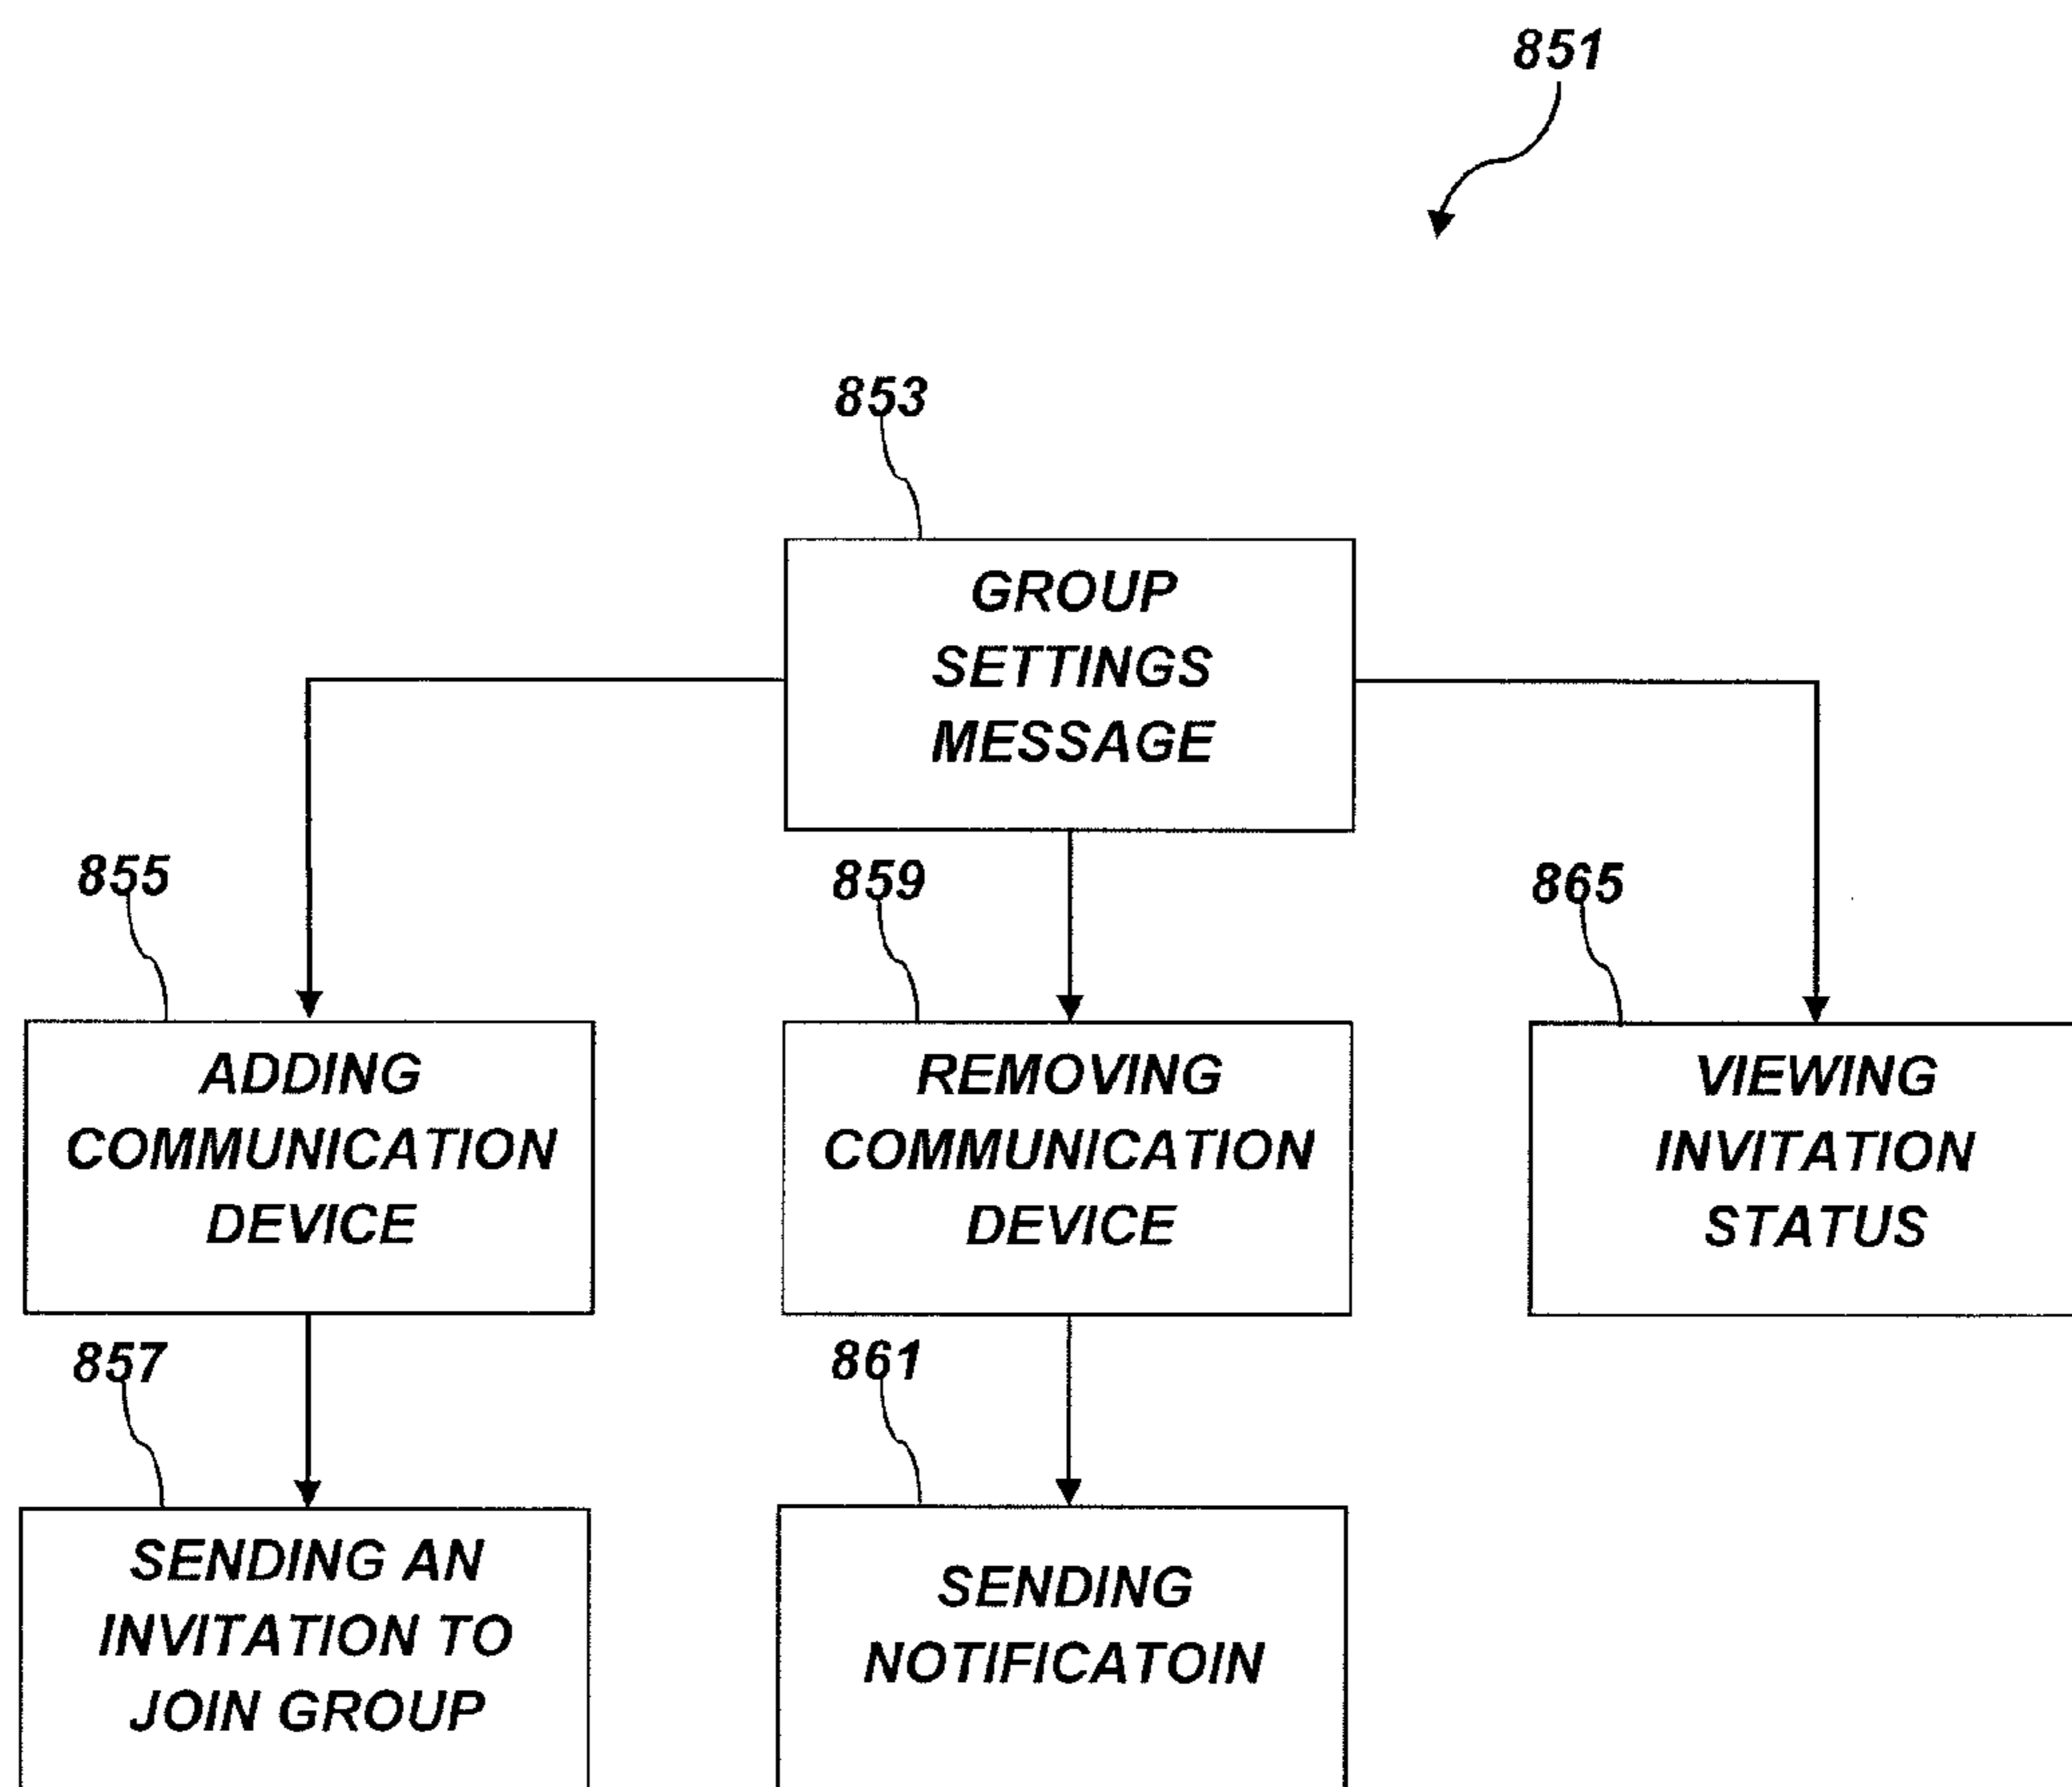 851
853
GROUP
SETTINGS
MESSAGE
855
ADDING
COMMUNICATION
DEVICE
859
REMOVING
COMMUNICATION
DEVICE
865
VIEWING
INVITATION
STATUS
857
SENDING AN
INVITATION TO
JOIN GROUP
861
SENDING
NOTIFICATOIN